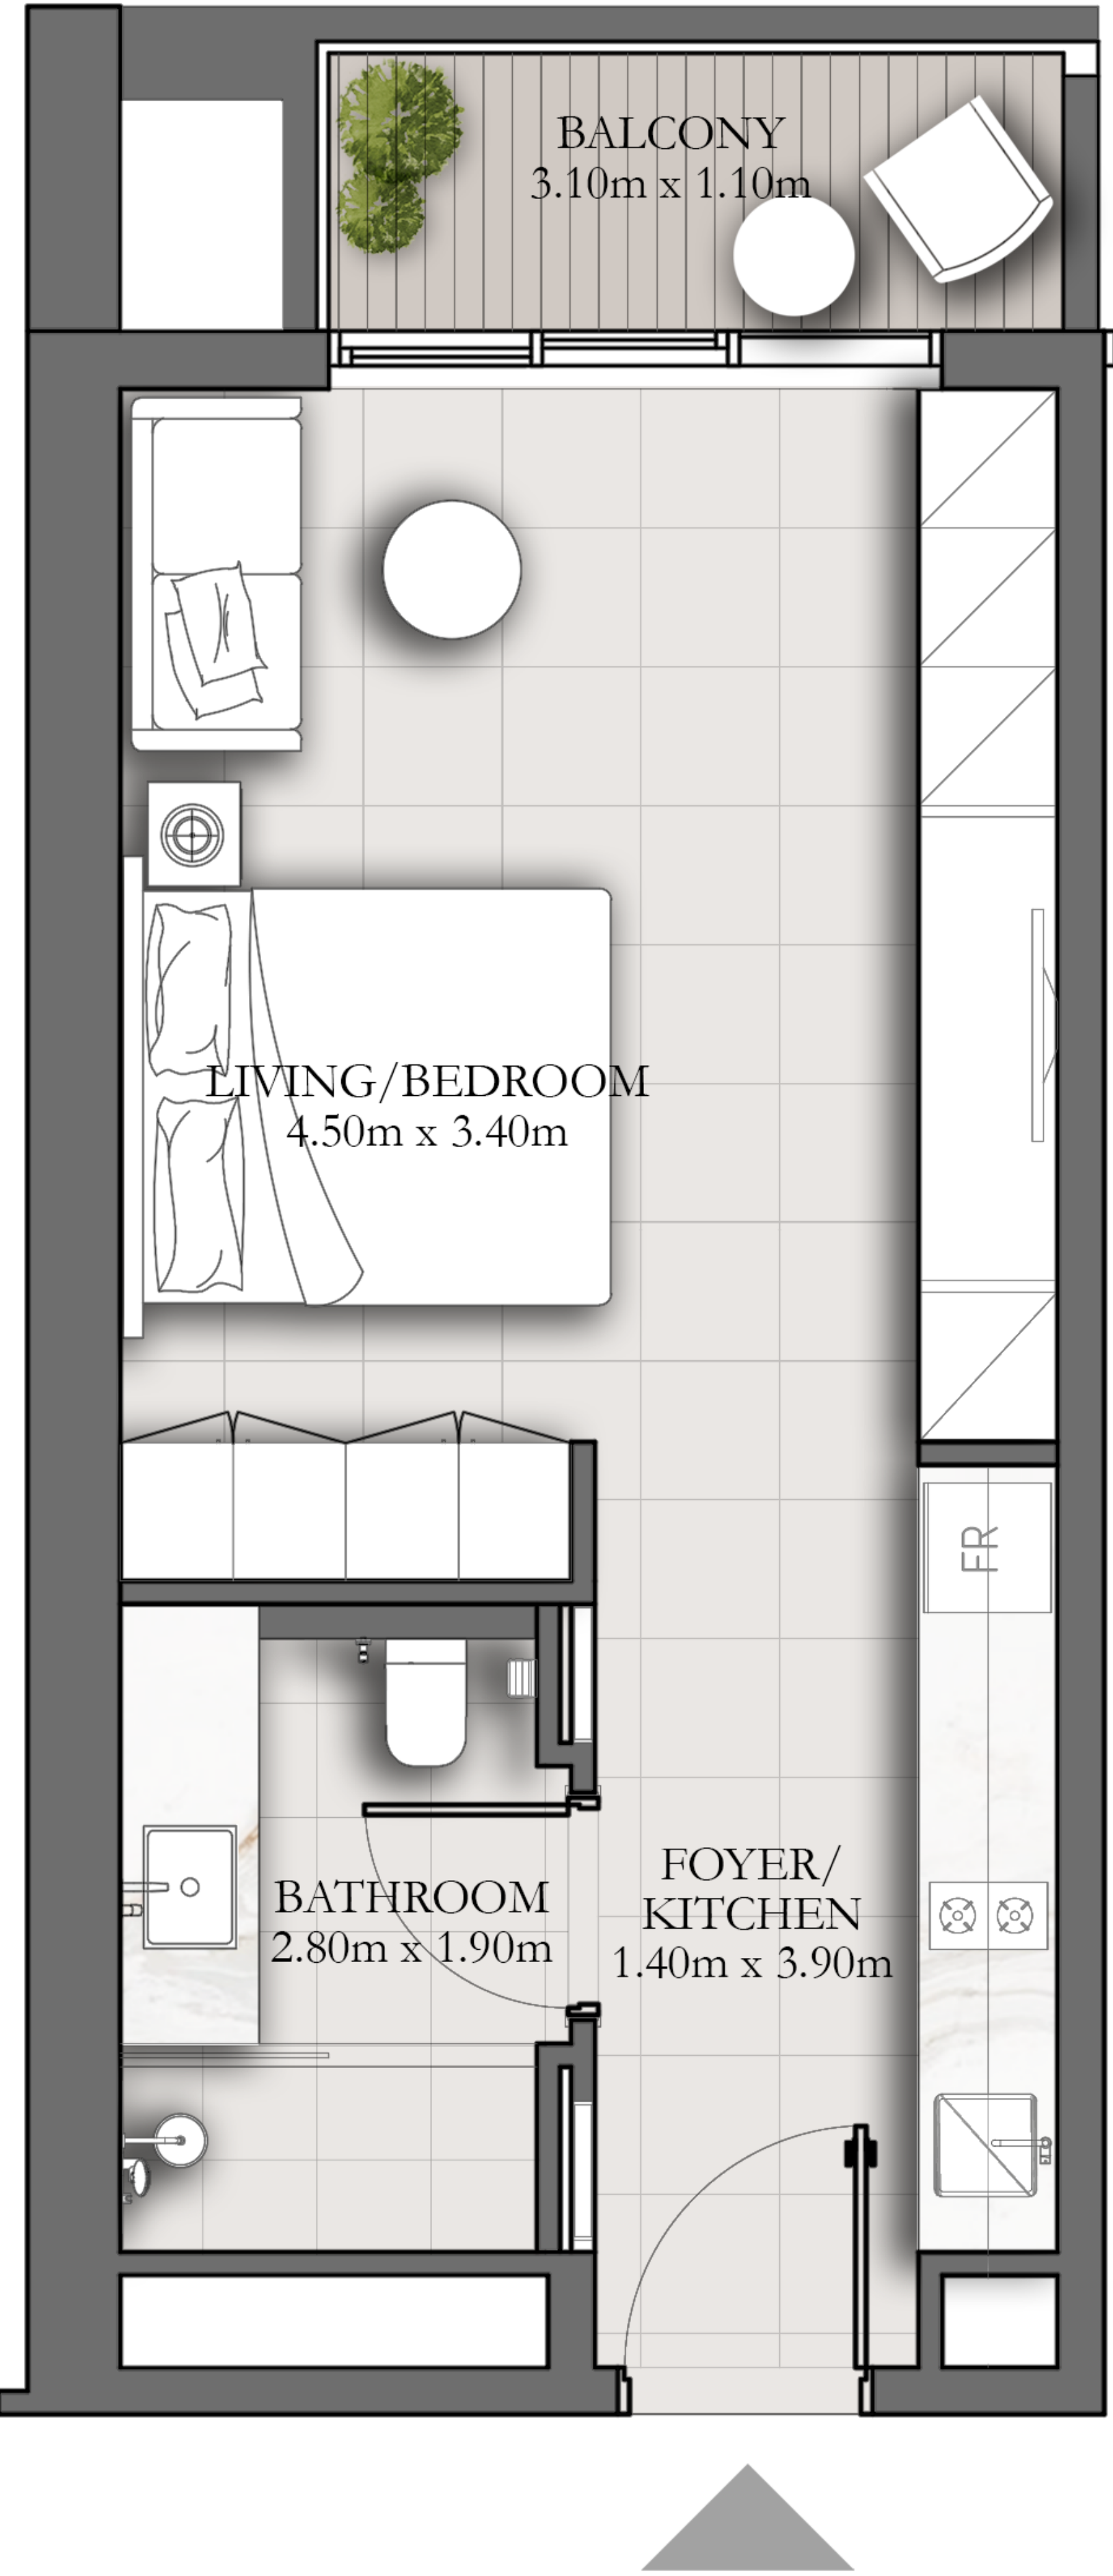 BALCONY
3.10m x 1.10m
LIVING/BEDROOM
4.50m x 3.40m
FR
FOYER/
KITCHEN
1.40m x 3.90m
BATHROOM
2.80m x 1.90m